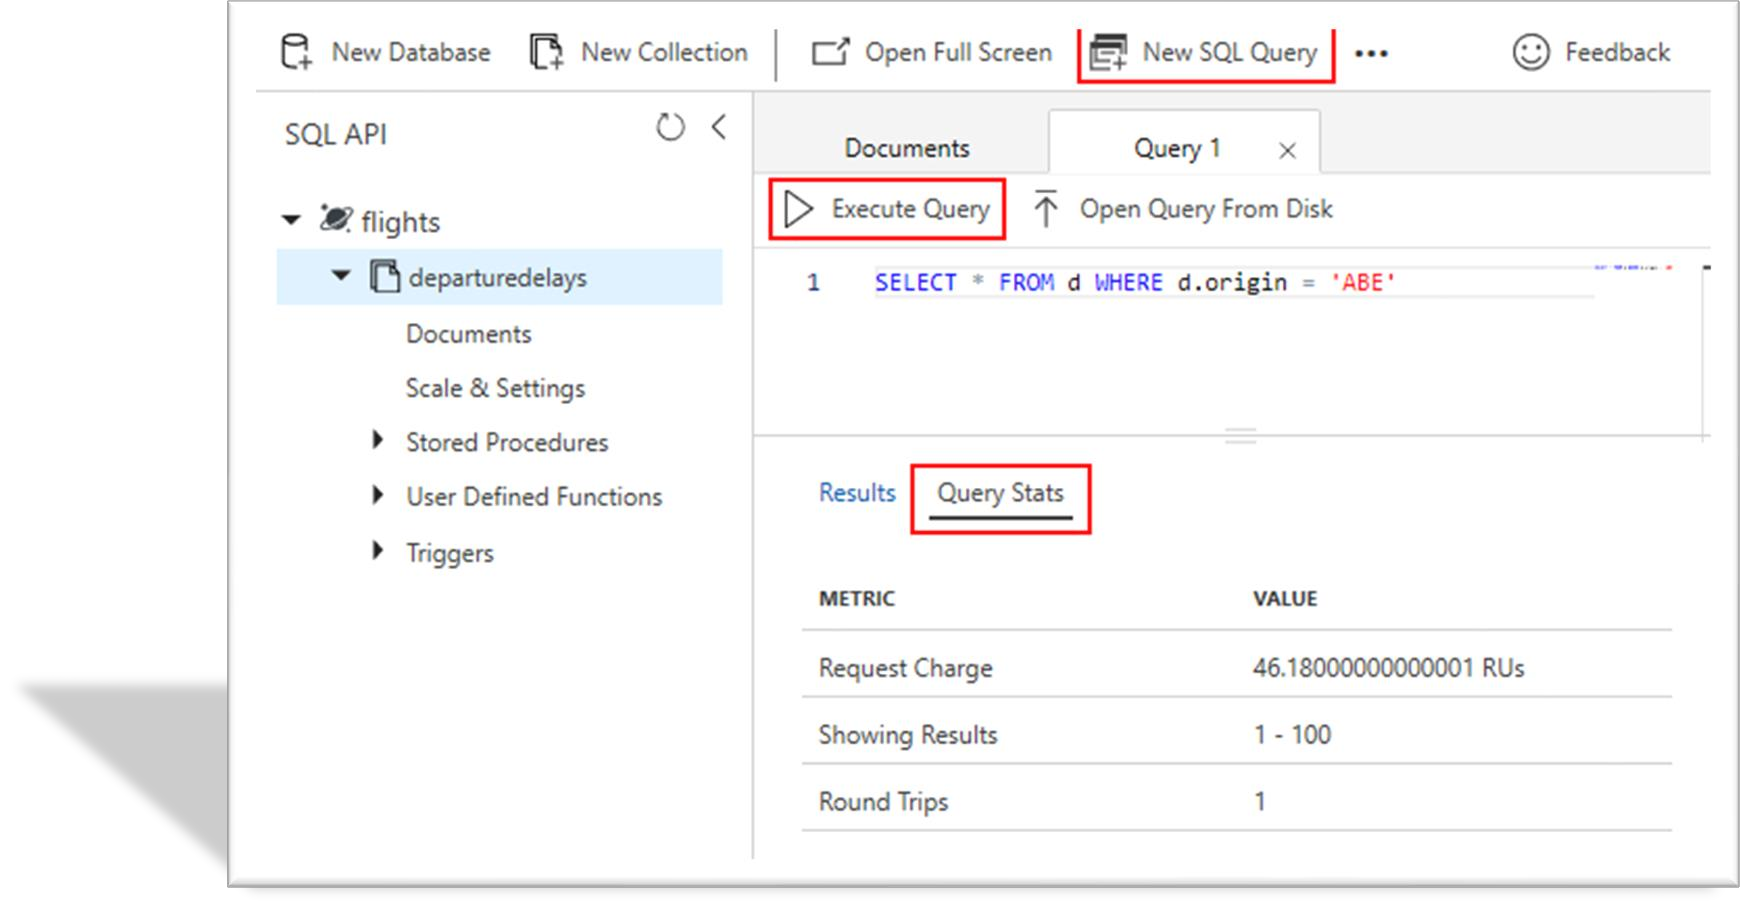 New Database New Collection Open Full Screen New SQL Query ••• Feedback
SQL API
Documents Query 1
flights
Execute Query Open Query From Disk
departuredelays
1 SELECT * FROM d WHERE d.origin = 'ABE'
Documents
Scale & Settings
Stored Procedures
User Defined Functions
Triggers
Results Query Stats
METRIC VALUE
Request Charge 46.18000000000001 RUs
Showing Results 1 - 100
Round Trips 1